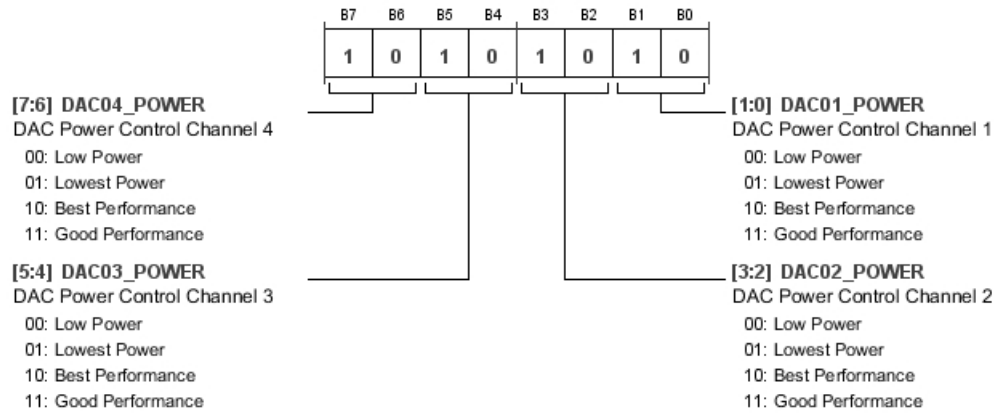 B7 B6 B5 B4 B3 B2 B1 B0
1 0 1 0 1 0 1 0
[7:6] DAC04_POWER
DAC Power Control Channel 4
00: Low Power
01: Lowest Power
10: Best Performance
11: Good Performance
[5:4] DAC03_POWER
DAC Power Control Channel 3
00: Low Power
01: Lowest Power
10: Best Performance
11: Good Performance
[1:0] DAC01_POWER
DAC Power Control Channel 1
00: Low Power
01: Lowest Power
10: Best Performance
11: Good Performance
[3:2] DAC02_POWER
DAC Power Control Channel 2
00: Low Power
01: Lowest Power
10: Best Performance
11: Good Performance